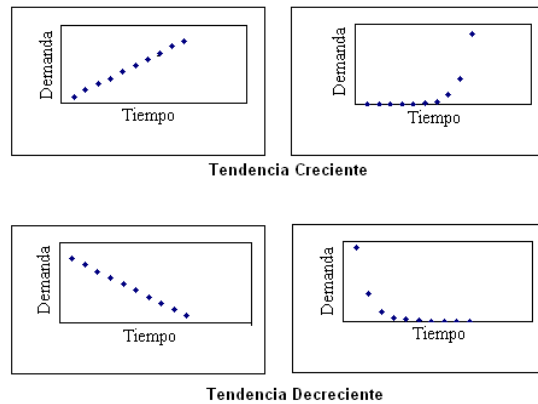 Demanda
Tiempo
Demanda
Tiempo
Tendencia Creciente
Demanda
Tiempo
Demanda
Tiempo
Tendencia Decreciente